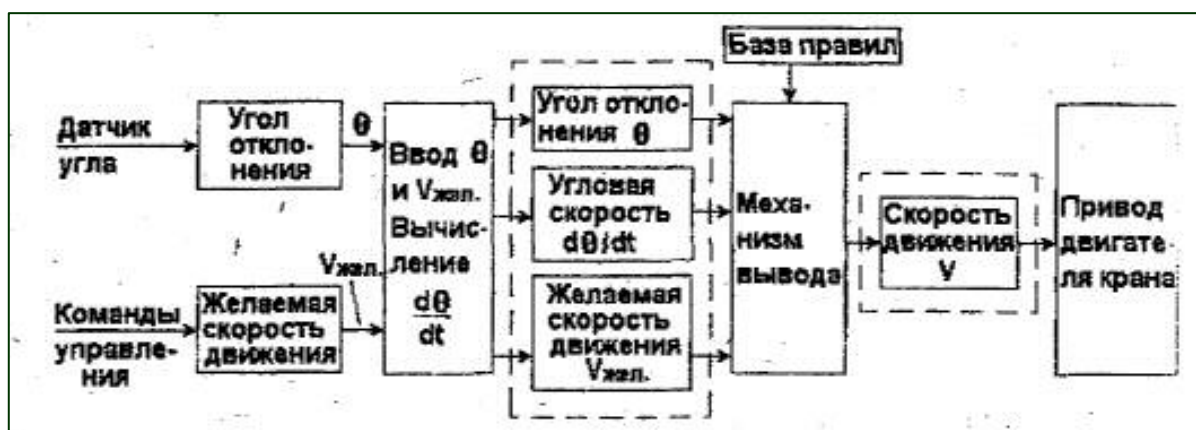 База правил
Датчик
угла
Угол
откло-
нения
θ
Ввод θ
и Vжел.
Вычис-
ление
dθ
dt
Команды
управле-
ния
Желаемая
скорость
движения
Vжел.
Угол откло-
нения θ
Угловая
скорость
dθ/dt
Желаемая
скорость
движения
Vжел.
Меха-
низм
вывода
Скорость
движения
V
Привод
двигате-
ля крана